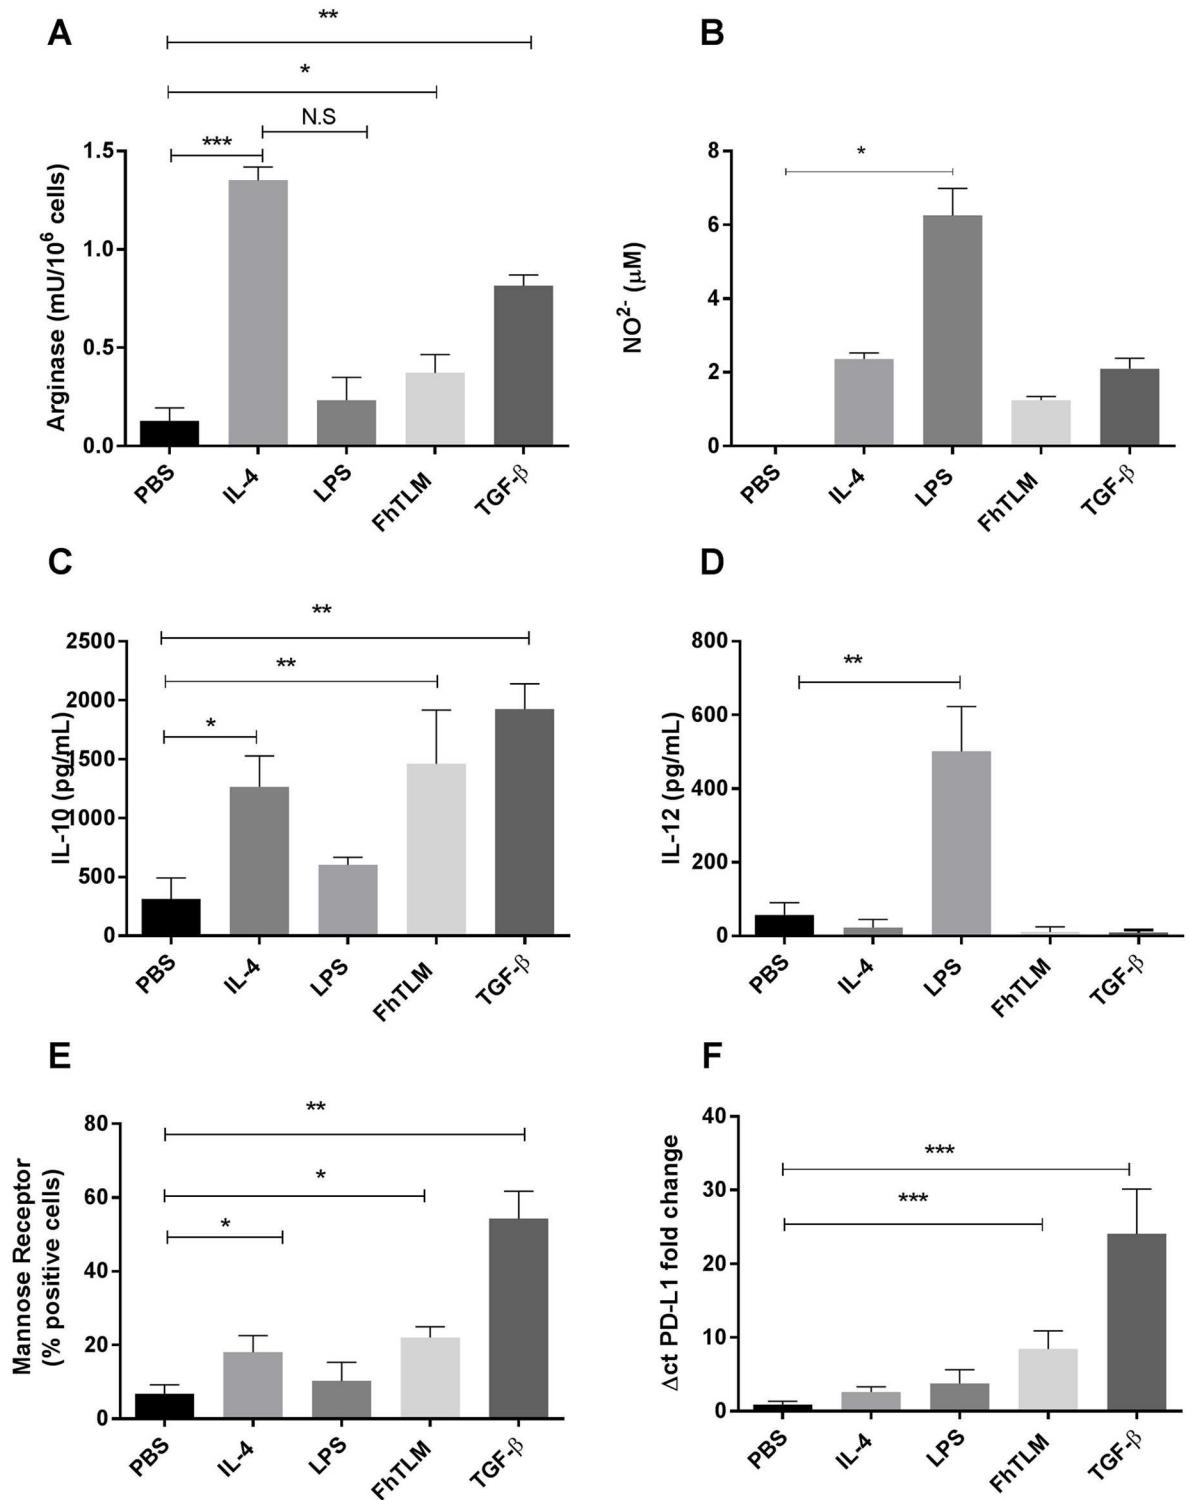 A
**
*
N.S
***
Arginase (mU/10⁶ cells)
1.5
1.0
0.5
0.0
PBS
IL-4
LPS
FhTLM
TGF-β
B
*
NO²⁻ (μM)
8
6
4
2
0
PBS
IL-4
LPS
FhTLM
TGF-β
C
**
**
*
IL-10 (pg/mL)
2500
2000
1500
1000
500
0
PBS
IL-4
LPS
FhTLM
TGF-β
D
**
IL-12 (pg/mL)
800
600
400
200
0
PBS
IL-4
LPS
FhTLM
TGF-β
E
**
*
*
Mannose Receptor
(% positive cells)
80
60
40
20
0
PBS
IL-4
LPS
FhTLM
TGF-β
F
***
***
Δct PD-L1 fold change
40
30
20
10
0
PBS
IL-4
LPS
FhTLM
TGF-β